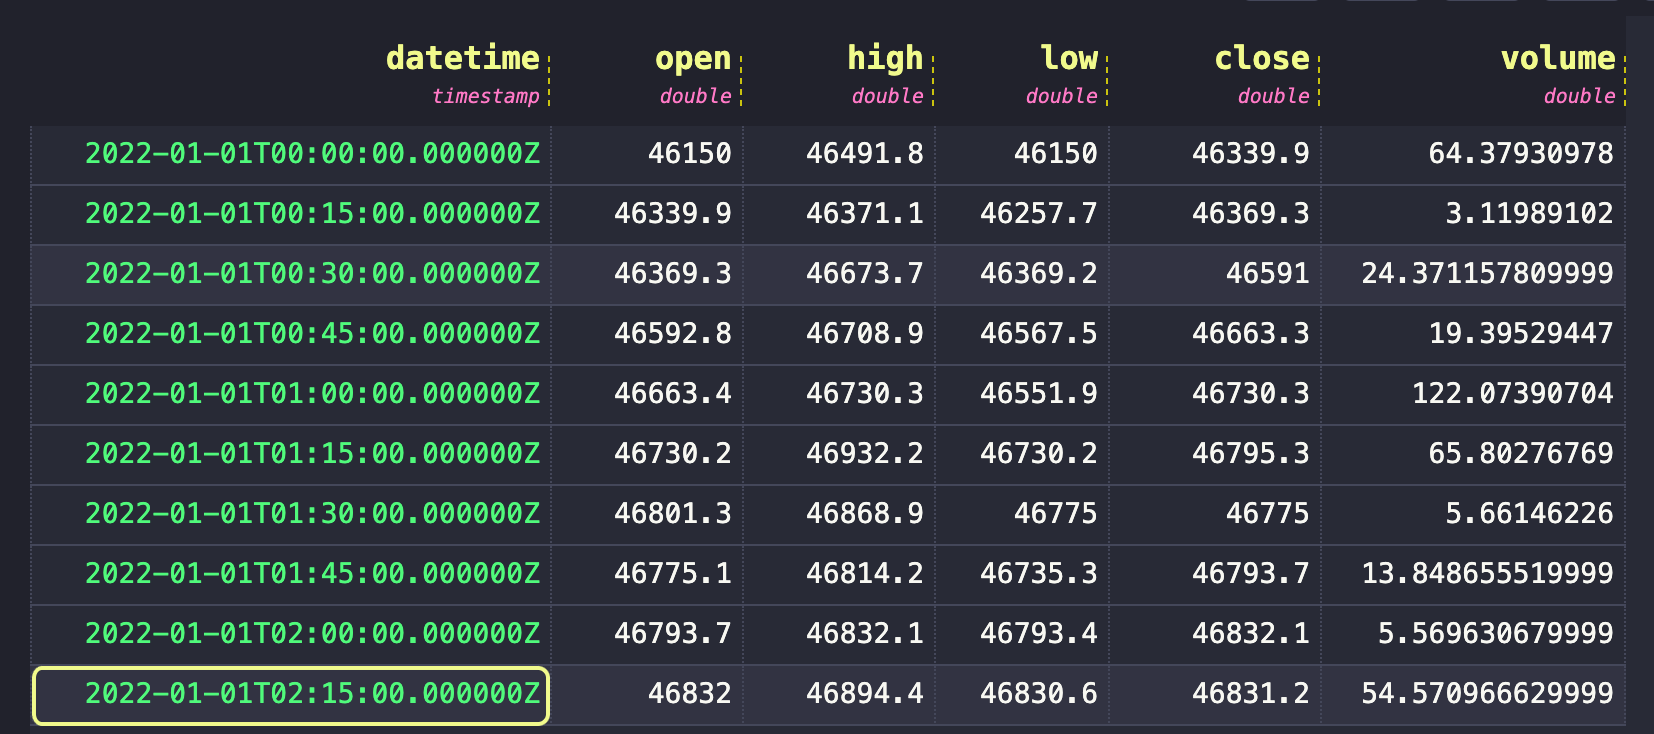 datetime open high low close volume
timestamp double double double double double
2022-01-01T00:00:00.000000Z 46150 46491.8 46150 46339.9 64.37930978
2022-01-01T00:15:00.000000Z 46339.9 46371.1 46257.7 46369.3 3.11989102
2022-01-01T00:30:00.000000Z 46369.3 46673.7 46369.2 46591 24.371157809999
2022-01-01T00:45:00.000000Z 46592.8 46708.9 46567.5 46663.3 19.39529447
2022-01-01T01:00:00.000000Z 46663.4 46730.3 46551.9 46730.3 122.07390704
2022-01-01T01:15:00.000000Z 46730.2 46932.2 46730.2 46795.3 65.80276769
2022-01-01T01:30:00.000000Z 46801.3 46868.9 46775 46775 5.66146226
2022-01-01T01:45:00.000000Z 46775.1 46814.2 46735.3 46793.7 13.848655519999
2022-01-01T02:00:00.000000Z 46793.7 46832.1 46793.4 46832.1 5.569630679999
2022-01-01T02:15:00.000000Z 46832 46894.4 46830.6 46831.2 54.570966629999